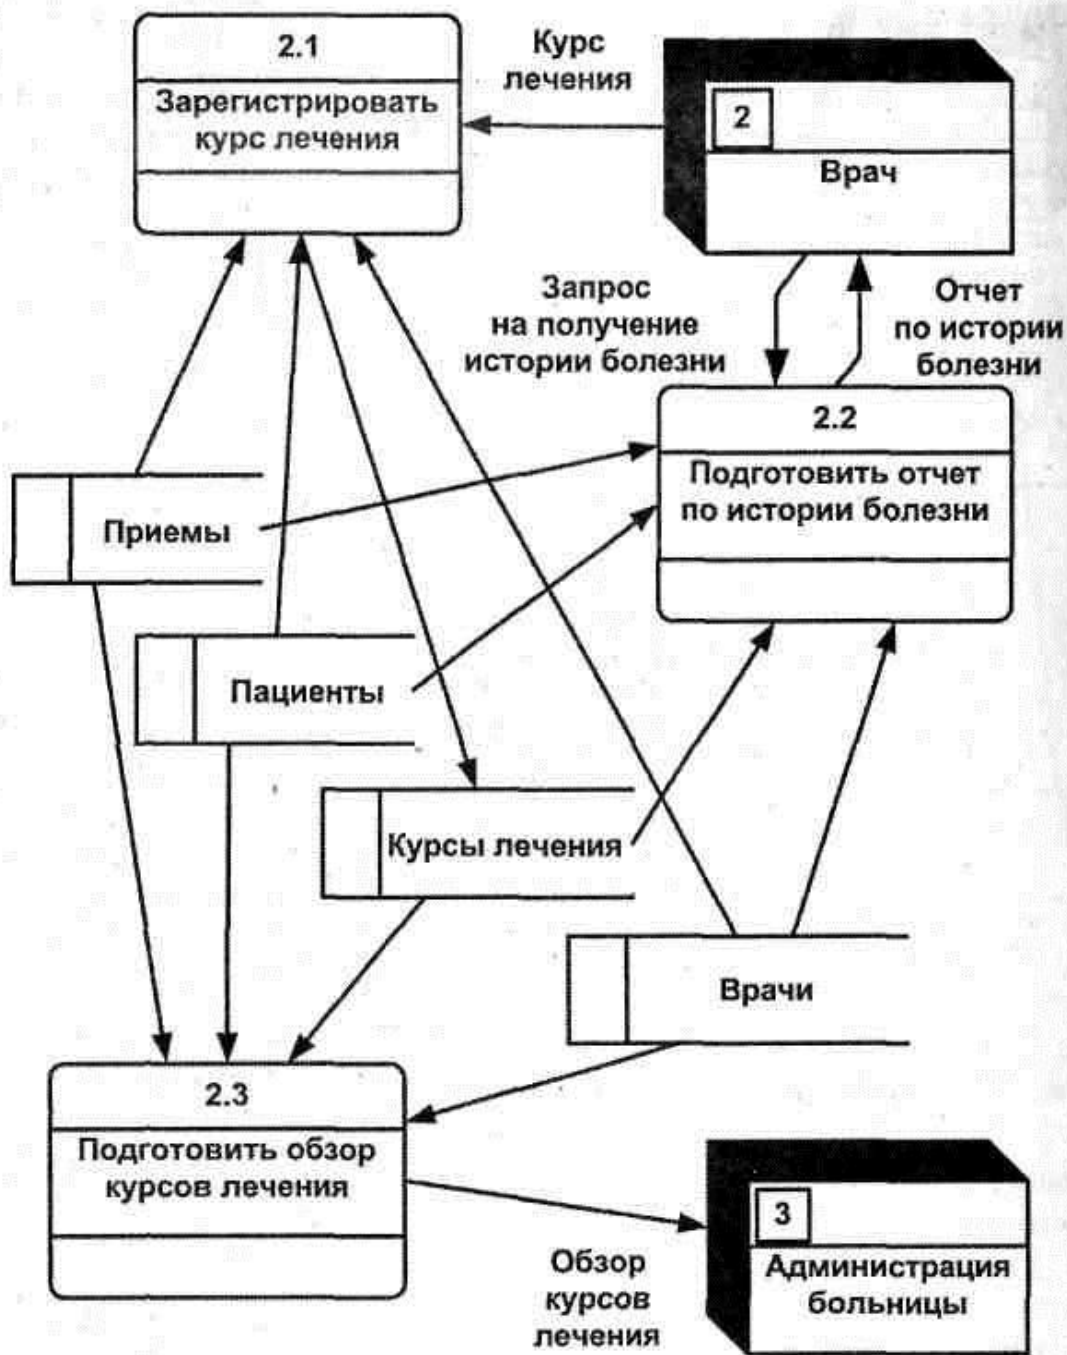 2.1
Зарегистрировать
курс лечения
Курс
лечения
2
Врач
Запрос
на получение
истории болезни
Отчет
по истории
болезни
2.2
Подготовить отчет
по истории болезни
Приемы
Пациенты
Курсы лечения
Врачи
2.3
Подготовить обзор
курсов лечения
Обзор
курсов
лечения
3
Администрация
больницы